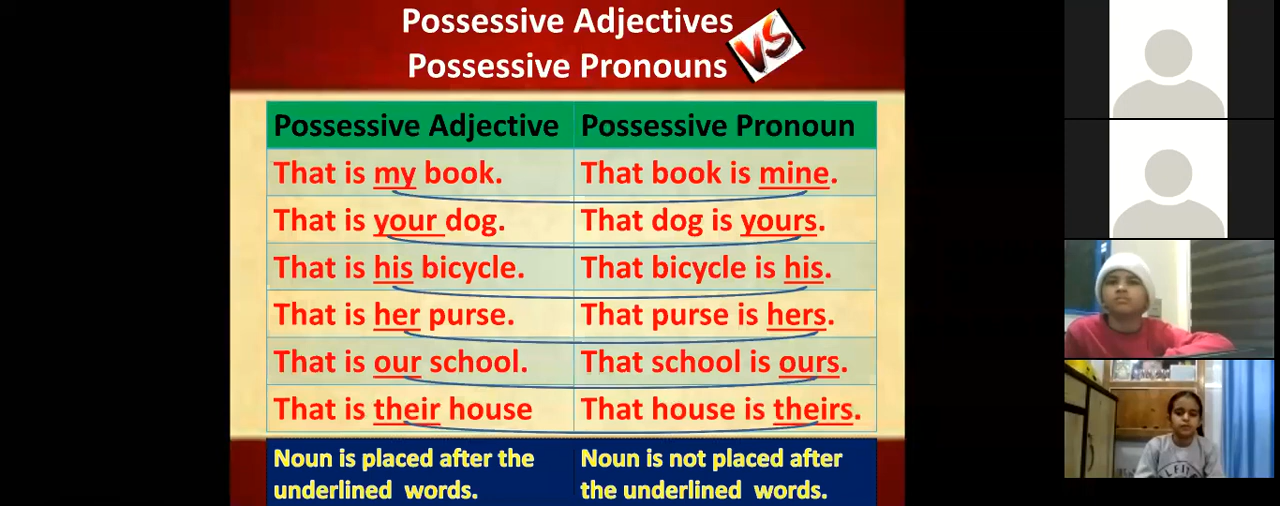 Possessive Adjectives
VS
Possessive Pronouns
Possessive Adjective Possessive Pronoun
That is my book. That book is mine.
That is your dog. That dog is yours.
That is his bicycle. That bicycle is his.
That is her purse. That purse is hers.
That is our school. That school is ours.
That is their house That house is theirs.
Noun is placed after the Noun is not placed after
underlined words. the underlined words.